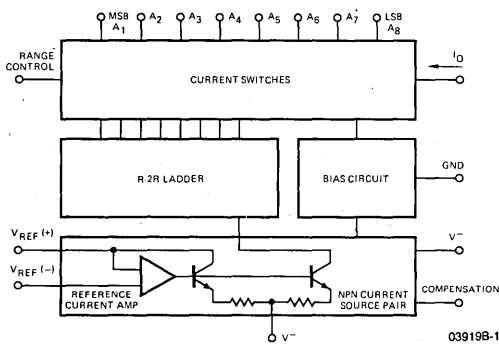 MSB A1 A2 A3 A4 A5 A6 A7 LSB A8
RANGE
CONTROL
CURRENT SWITCHES
IO
R-2R LADDER
BIAS CIRCUIT
GND
VREF (+)
VREF (-)
REFERENCE
CURRENT AMP
NPN CURRENT
SOURCE PAIR
V−
COMPENSATION
V−
03919B-1